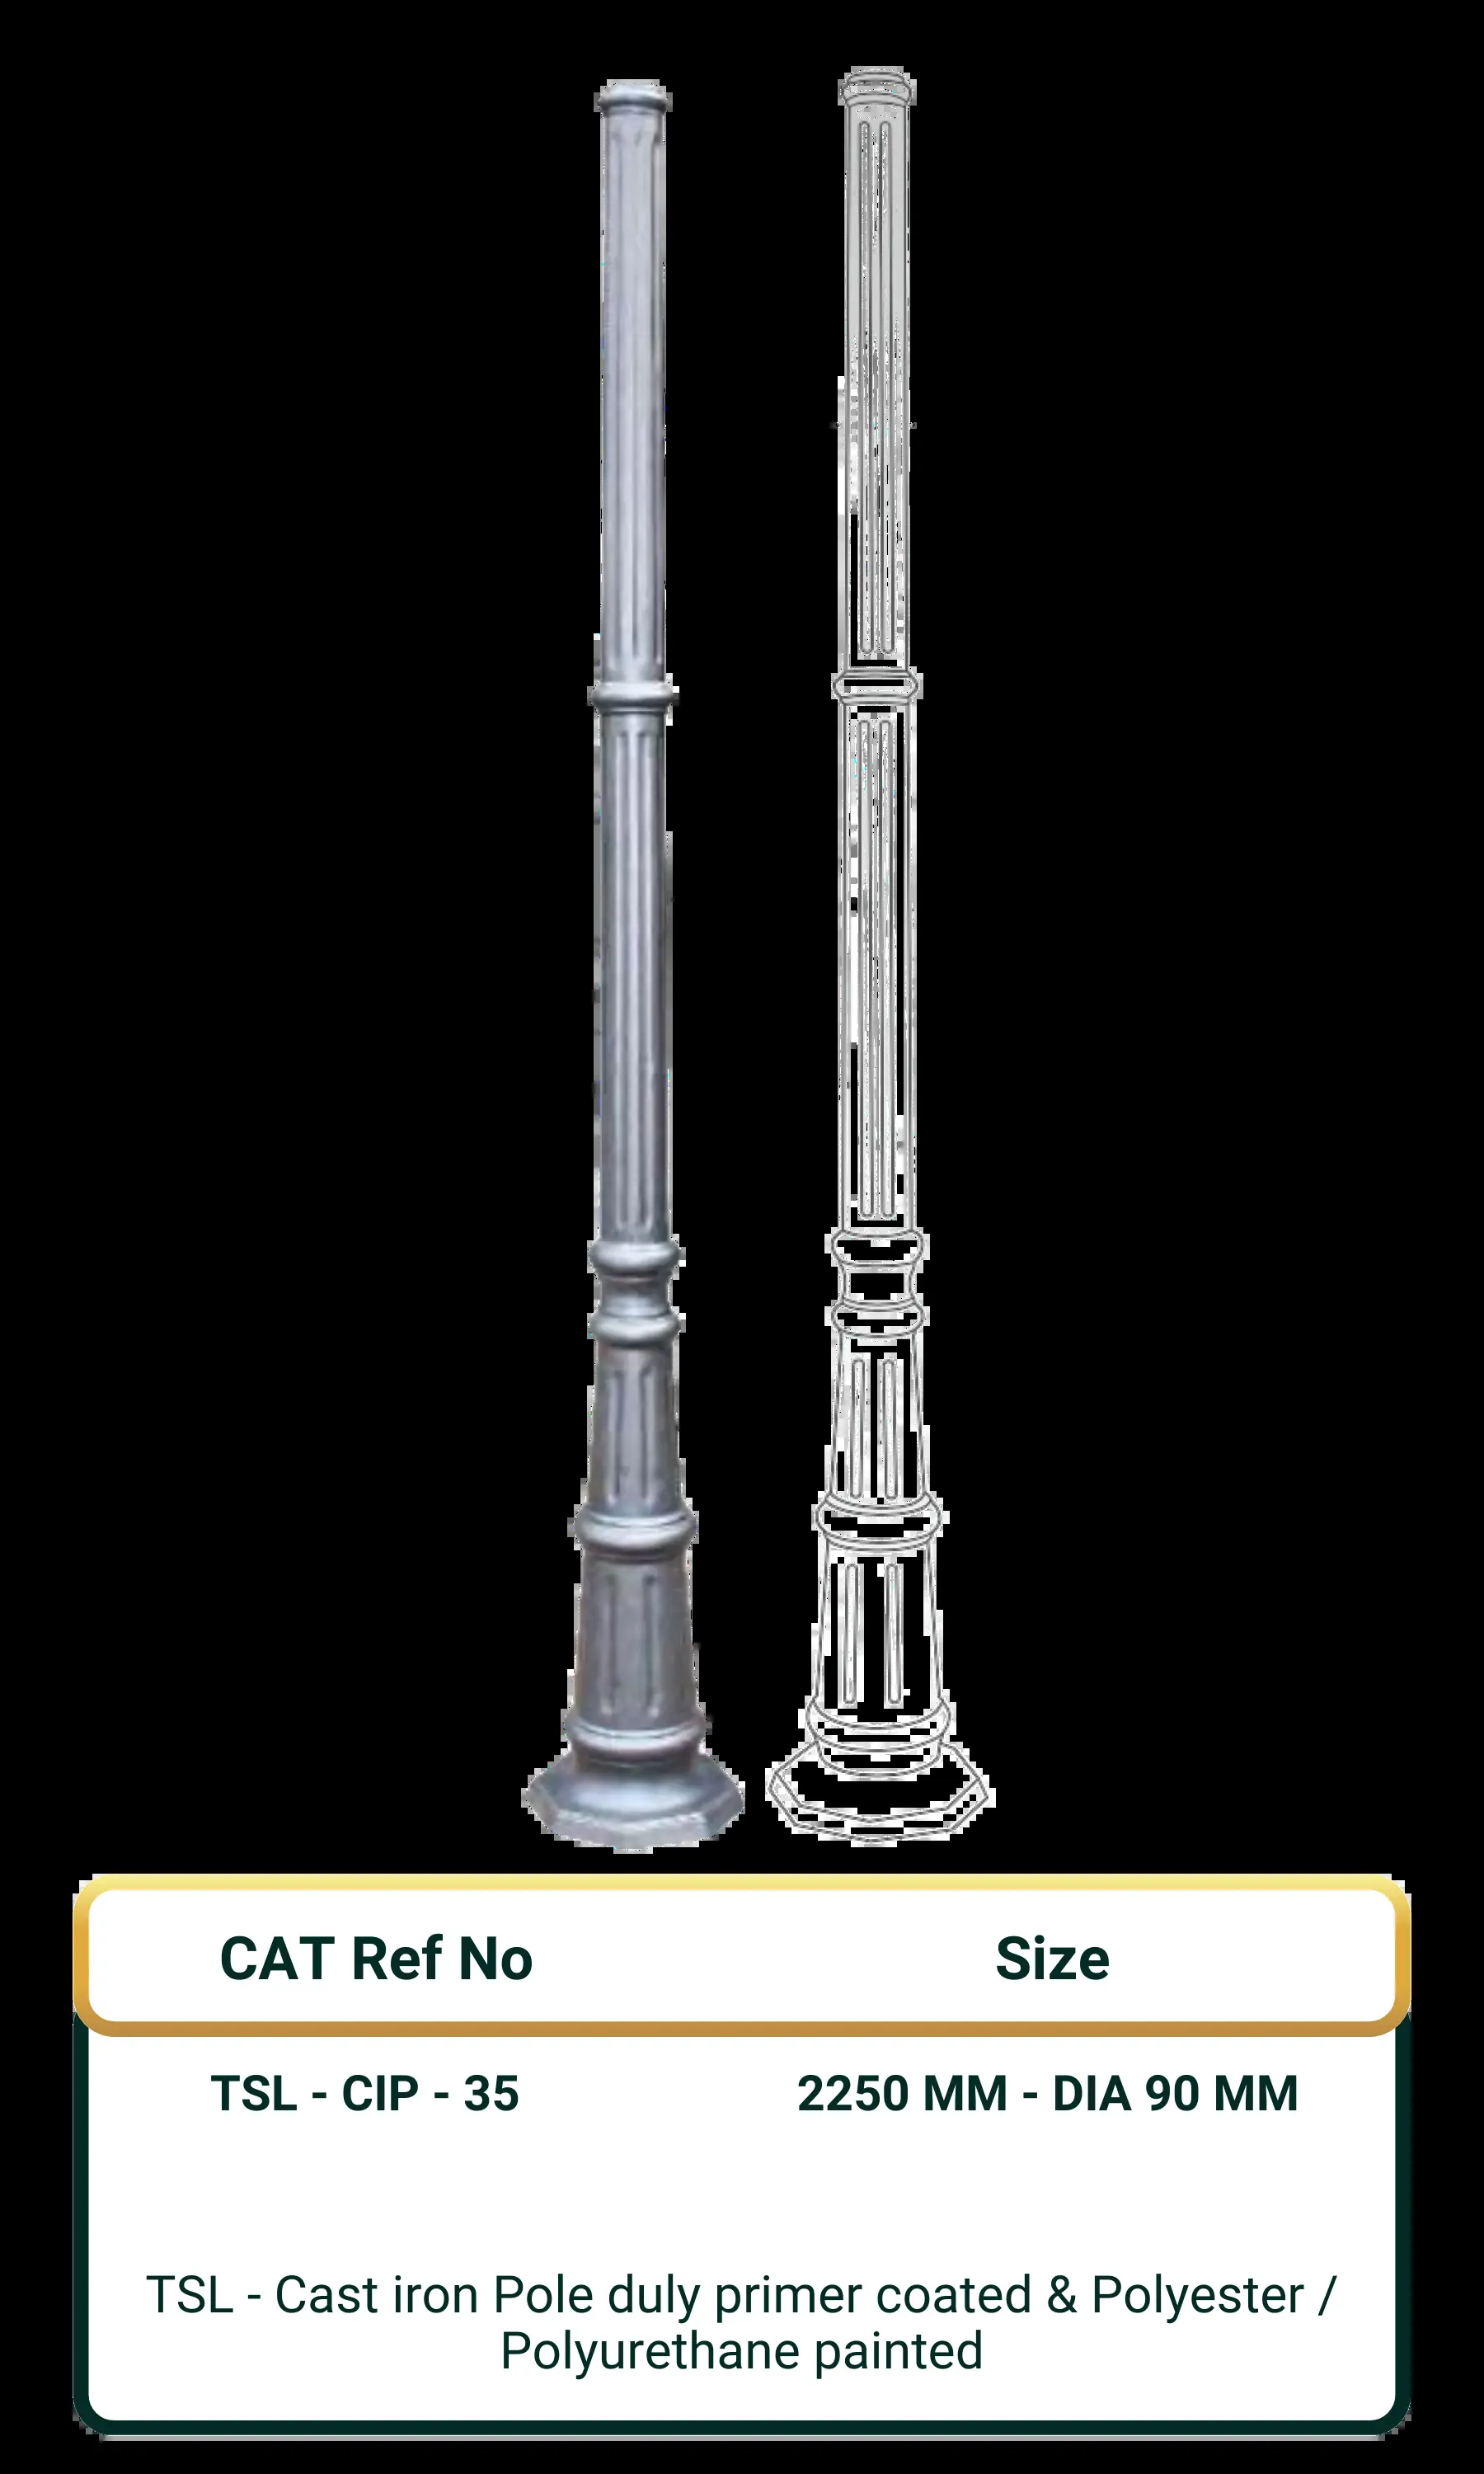 CAT Ref No Size
TSL - CIP - 35 2250 MM - DIA 90 MM
TSL - Cast iron Pole duly primer coated & Polyester /
Polyurethane painted